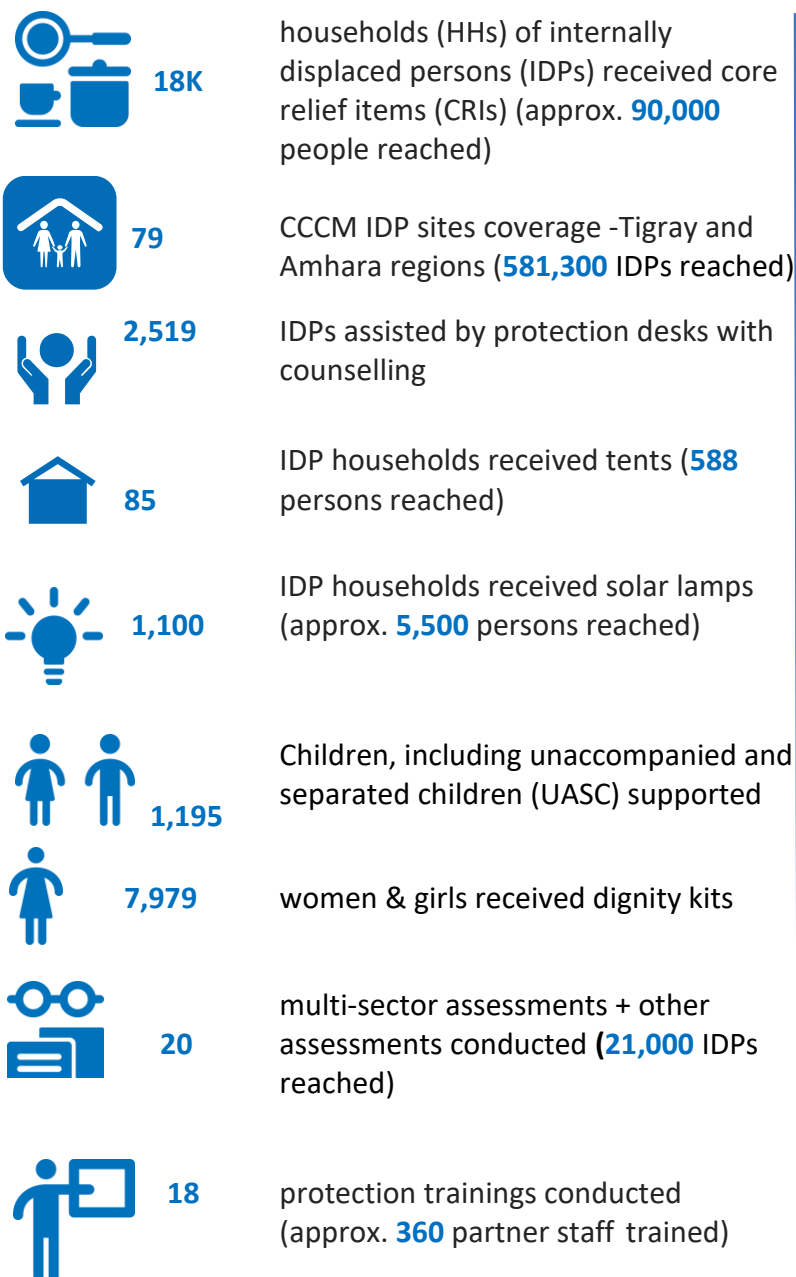 18K
households (HHs) of internally
displaced persons (IDPs) received core
relief items (CRIs) (approx. 90,000
people reached)
79
CCCM IDP sites coverage -Tigray and
Amhara regions (581,300 IDPs reached)
2,519
IDPs assisted by protection desks with
counselling
85
IDP households received tents (588
persons reached)
1,100
IDP households received solar lamps
(approx. 5,500 persons reached)
1,195
Children, including unaccompanied and
separated children (UASC) supported
7,979
women & girls received dignity kits
20
multi-sector assessments + other
assessments conducted (21,000 IDPs
reached)
18
protection trainings conducted
(approx. 360 partner staff trained)